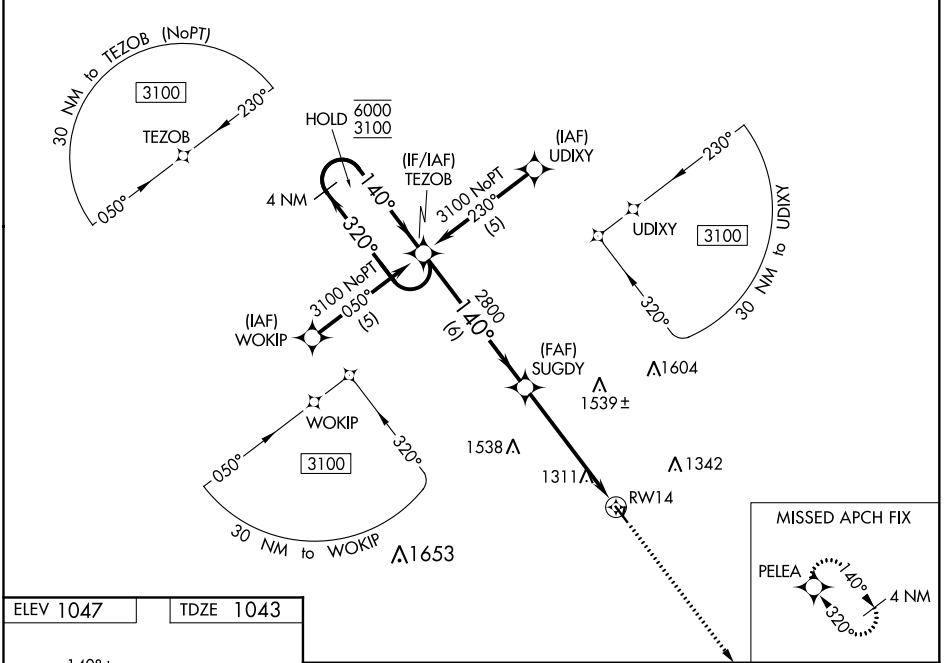 30 NM to TEZOB (NoPT)
3100
TEZOB
230°
050°
HOLD
6000
3100
4 NM
140°
320°
(IF/IAF)
TEZOB
(IAF)
UDIXY
3100 NoPT
230°
(5)
(IAF)
WOKIP
3100 NoPT
050°
(5)
2800
140°
(6)
(FAF)
SUGDY
230°
UDIXY
3100
320°
30 NM to UDIXY
1604
1539 ±
1538
1311
1342
RW14
WOKIP
050°
320°
3100
30 NM to WOKIP
1653
MISSED APCH FIX
PELEA
140°
320°
4 NM
ELEV 1047
TDZE 1043